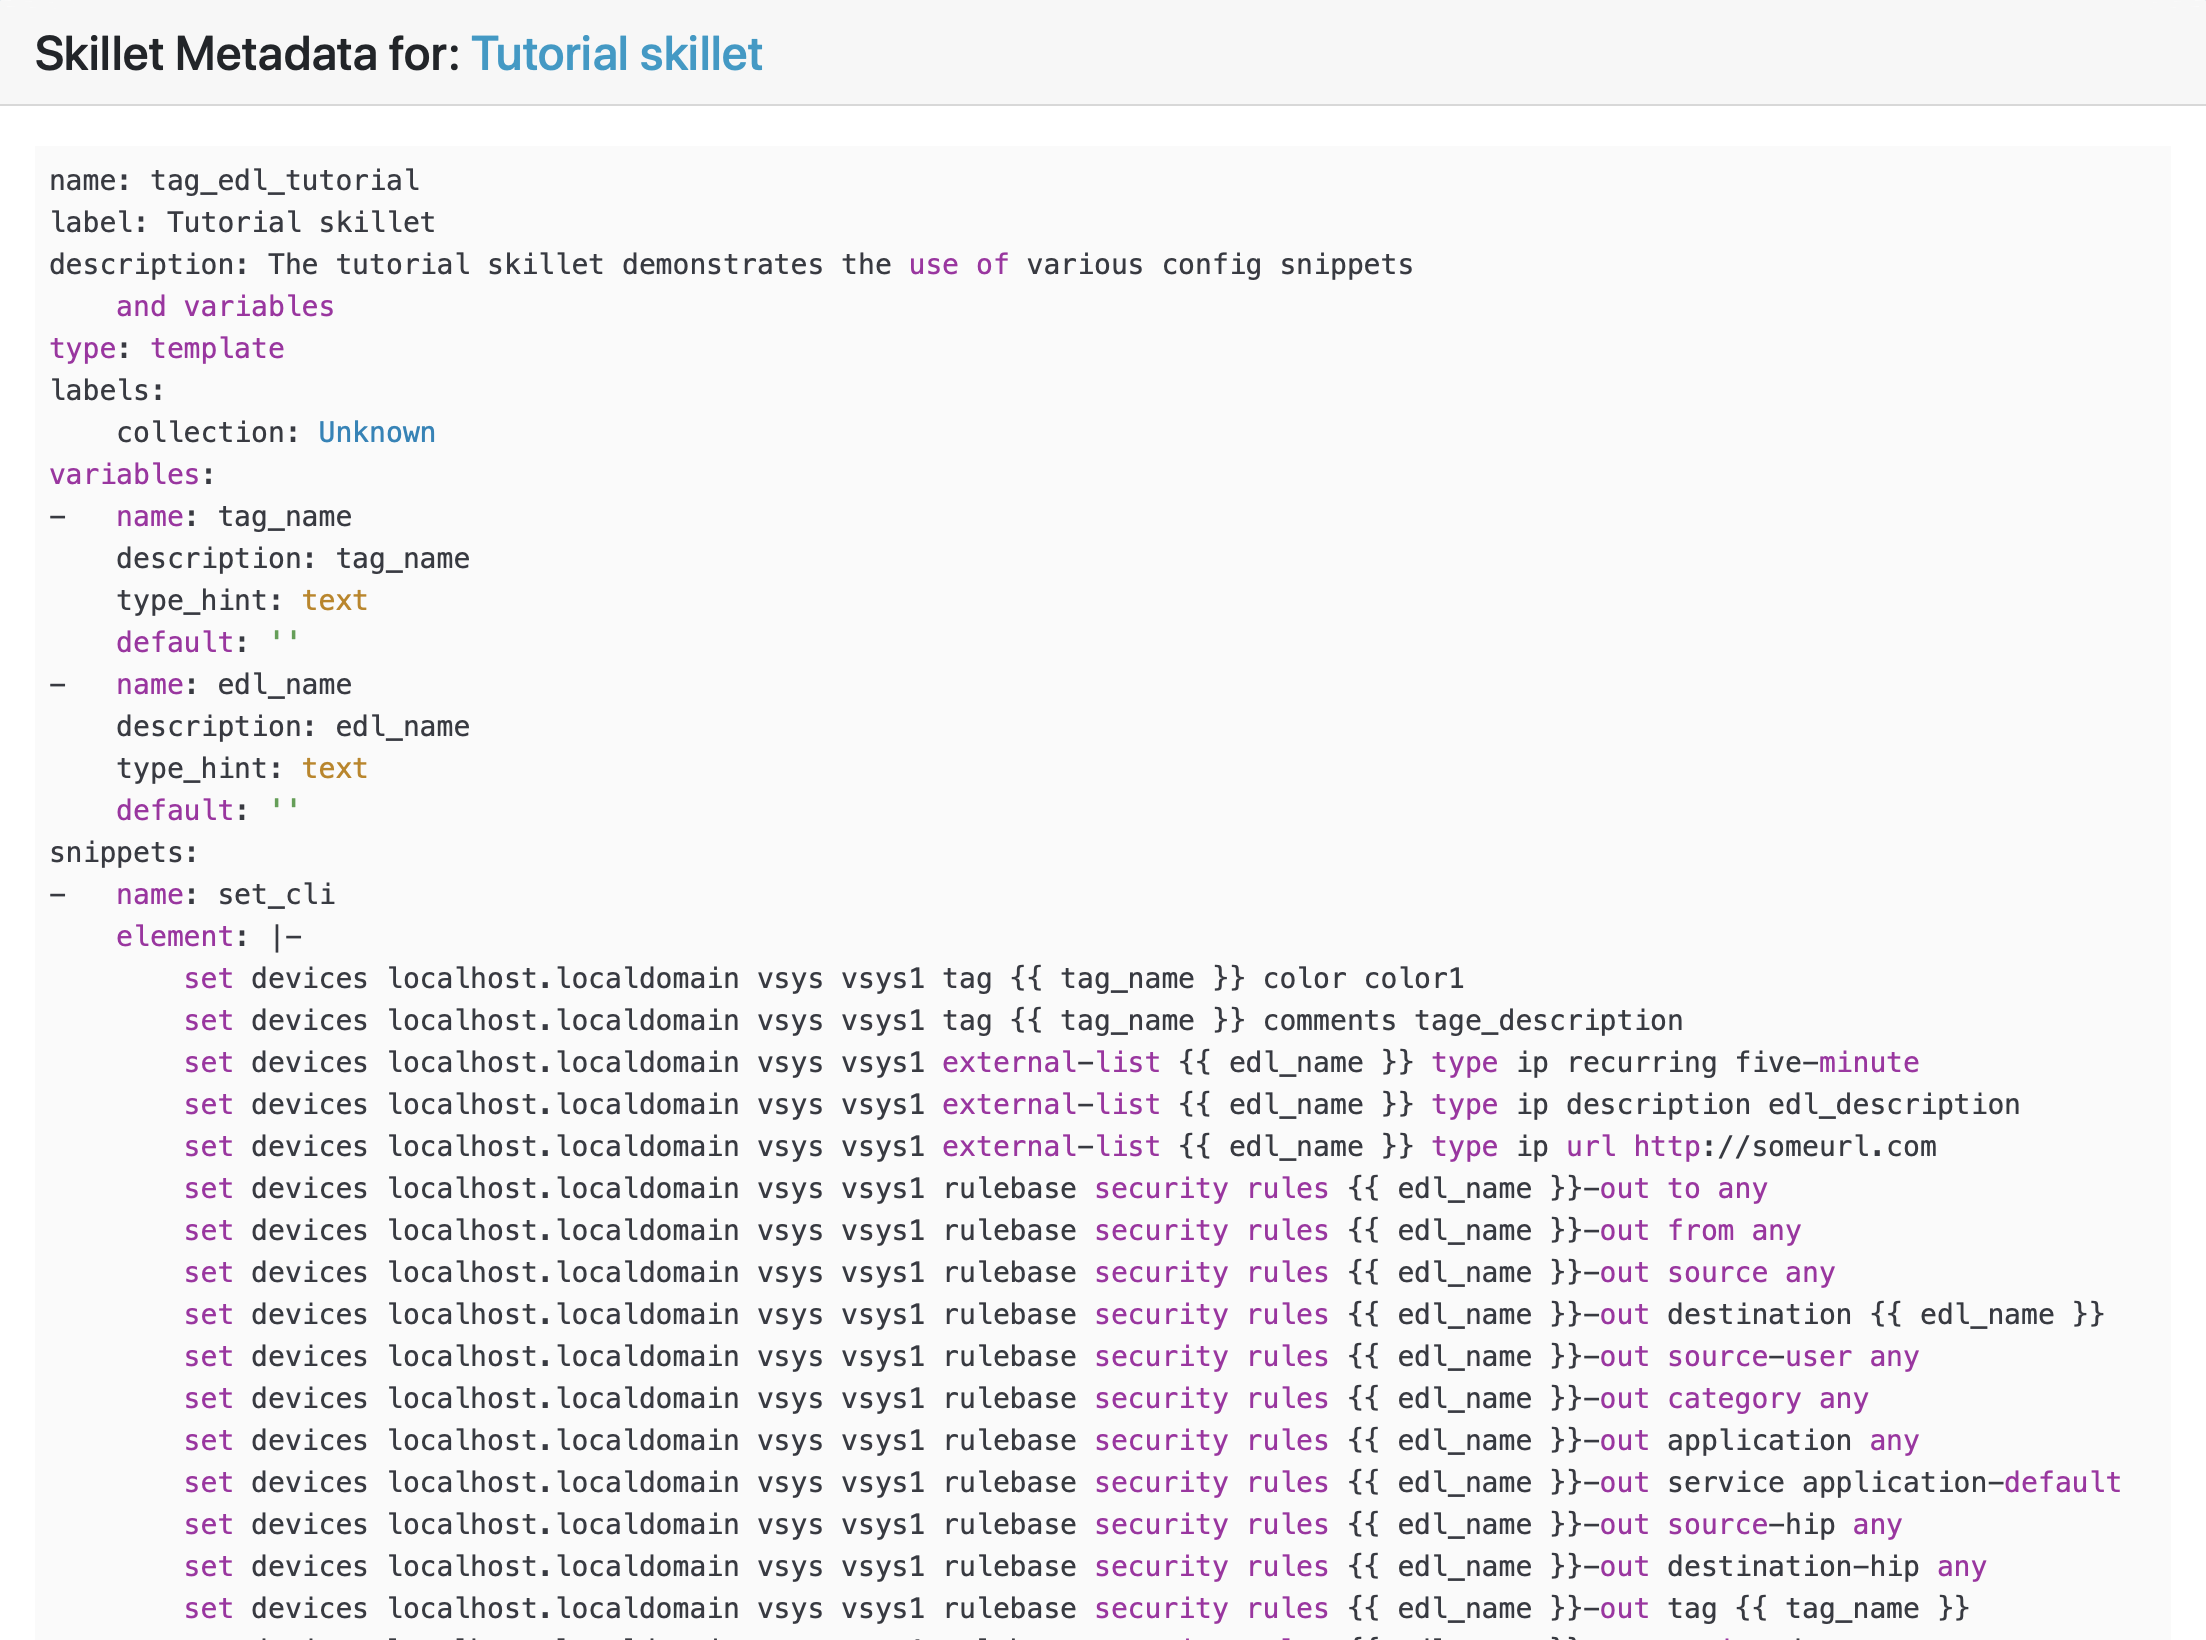 Skillet Metadata for: Tutorial skillet
name: tag_edl_tutorial
label: Tutorial skillet
description: The tutorial skillet demonstrates the use of various config snippets
    and variables
type: template
labels:
    collection: Unknown
variables:
-   name: tag_name
    description: tag_name
    type_hint: text
    default: ''
-   name: edl_name
    description: edl_name
    type_hint: text
    default: ''
snippets:
-   name: set_cli
    element: |-
        set devices localhost.localdomain vsys vsys1 tag {{ tag_name }} color color1
        set devices localhost.localdomain vsys vsys1 tag {{ tag_name }} comments tage_description
        set devices localhost.localdomain vsys vsys1 external-list {{ edl_name }} type ip recurring five-minute
        set devices localhost.localdomain vsys vsys1 external-list {{ edl_name }} type ip description edl_description
        set devices localhost.localdomain vsys vsys1 external-list {{ edl_name }} type ip url http://someurl.com
        set devices localhost.localdomain vsys vsys1 rulebase security rules {{ edl_name }}-out to any
        set devices localhost.localdomain vsys vsys1 rulebase security rules {{ edl_name }}-out from any
        set devices localhost.localdomain vsys vsys1 rulebase security rules {{ edl_name }}-out source any
        set devices localhost.localdomain vsys vsys1 rulebase security rules {{ edl_name }}-out destination {{ edl_name }}
        set devices localhost.localdomain vsys vsys1 rulebase security rules {{ edl_name }}-out source-user any
        set devices localhost.localdomain vsys vsys1 rulebase security rules {{ edl_name }}-out category any
        set devices localhost.localdomain vsys vsys1 rulebase security rules {{ edl_name }}-out application any
        set devices localhost.localdomain vsys vsys1 rulebase security rules {{ edl_name }}-out service application-default
        set devices localhost.localdomain vsys vsys1 rulebase security rules {{ edl_name }}-out source-hip any
        set devices localhost.localdomain vsys vsys1 rulebase security rules {{ edl_name }}-out destination-hip any
        set devices localhost.localdomain vsys vsys1 rulebase security rules {{ edl_name }}-out tag {{ tag_name }}